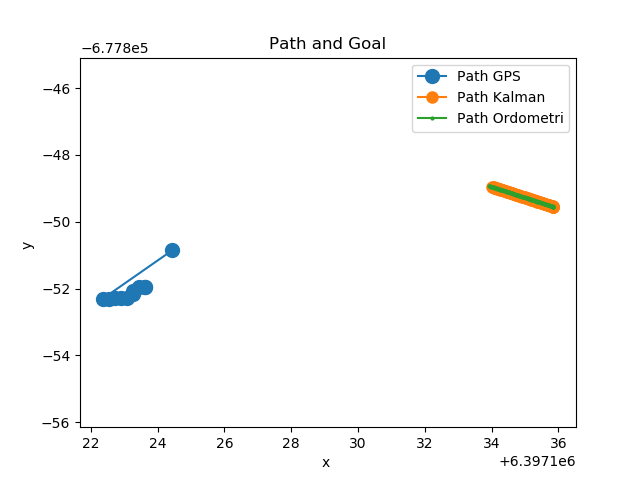 Path and Goal
−6.778e5
Path GPS
Path Kalman
Path Ordometri
−46
−48
−50
−52
−54
−56
y
22 24 26 28 30 32 34 36
x
+6.3971e6